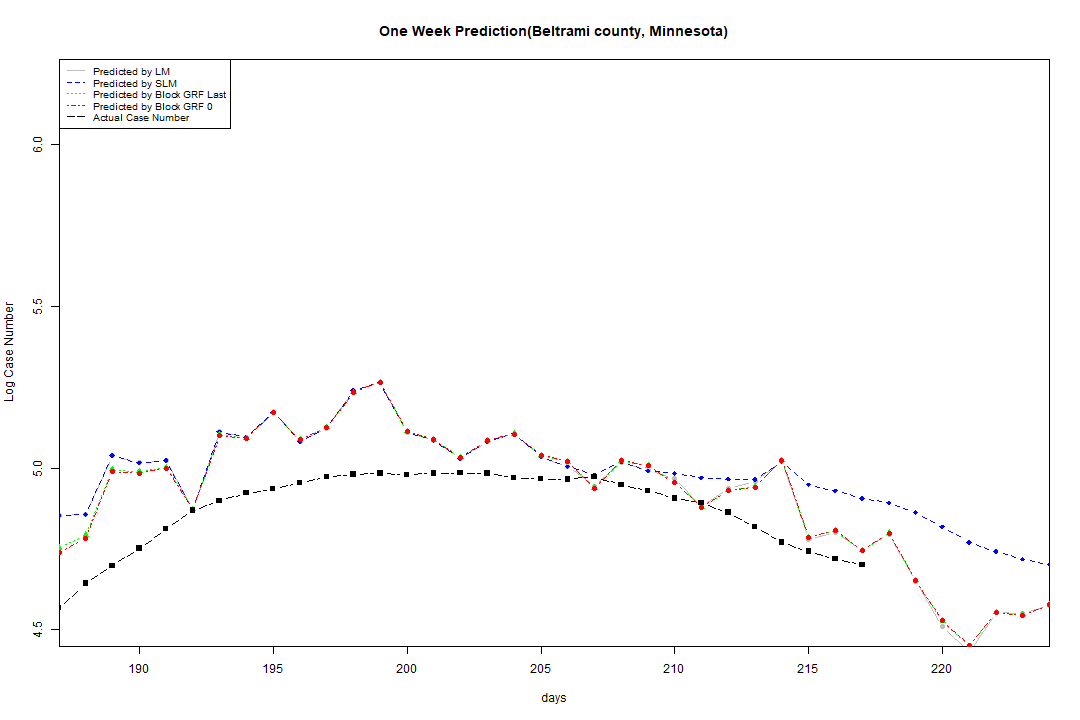 One Week Prediction(Beltrami county, Minnesota)
Predicted by LM
Predicted by SLM
Predicted by Block GRF Last
Predicted by Block GRF 0
Actual Case Number
Log Case Number
6.0
5.5
5.0
4.5
190 195 200 205 210 215 220
days